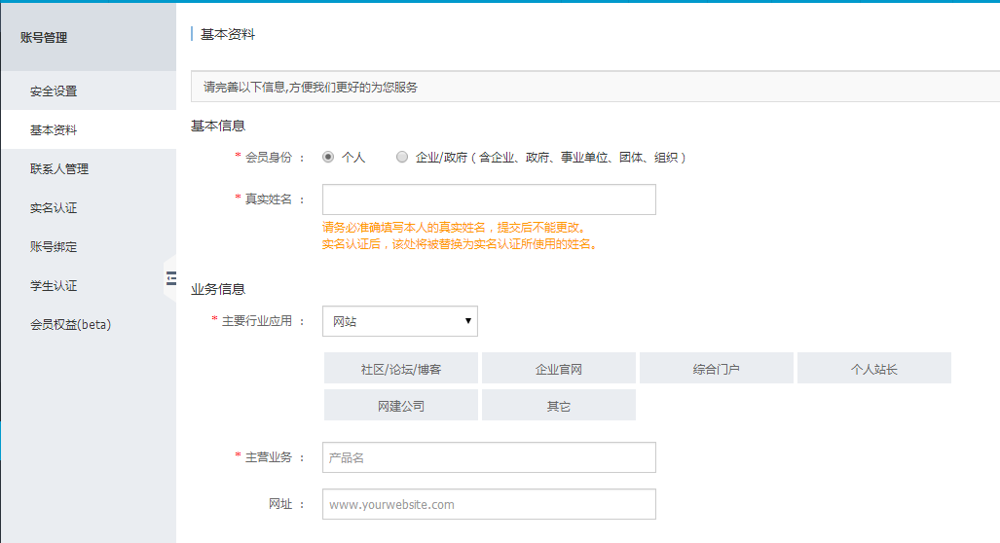 账号管理
安全设置
基本资料
联系人管理
实名认证
账号绑定
学生认证
会员权益(beta)
基本资料
请完善以下信息,方便我们更好的为您服务
基本信息
* 会员身份 ： 个人 企业/政府（含企业、政府、事业单位、团体、组织）
* 真实姓名 ：
请务必准确填写本人的真实姓名，提交后不能更改。
实名认证后，该处将被替换为实名认证所使用的姓名。
业务信息
* 主要行业应用 ： 网站
社区/论坛/博客 企业官网 综合门户 个人站长
网建公司 其它
* 主营业务 ： 产品名
网址 ： www.yourwebsite.com